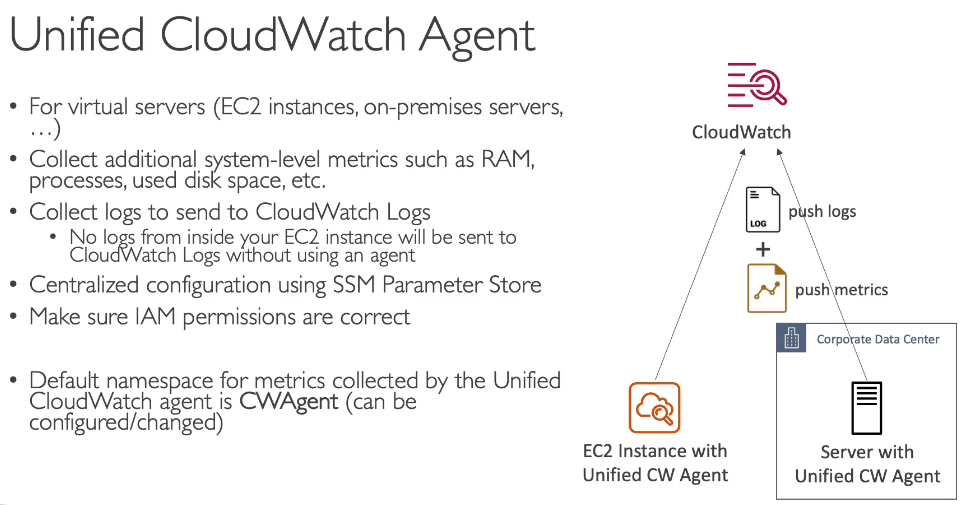 Unified CloudWatch Agent
• For virtual servers (EC2 instances, on-premises servers,
…)
• Collect additional system-level metrics such as RAM,
processes, used disk space, etc.
• Collect logs to send to CloudWatch Logs
• No logs from inside your EC2 instance will be sent to
CloudWatch Logs without using an agent
• Centralized configuration using SSM Parameter Store
• Make sure IAM permissions are correct
• Default namespace for metrics collected by the Unified
CloudWatch agent is CWAgent (can be
configured/changed)
CloudWatch
LOG
push logs
+
push metrics
Corporate Data Center
EC2 Instance with
Unified CW Agent
Server with
Unified CW Agent